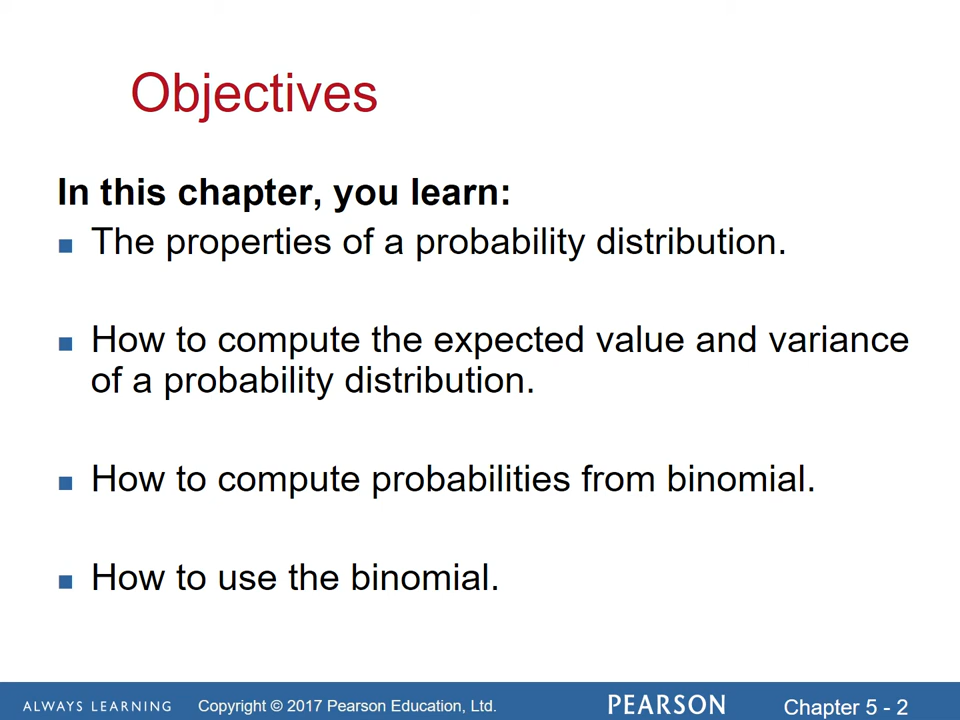 Objectives
In this chapter, you learn:
The properties of a probability distribution.
How to compute the expected value and variance
of a probability distribution.
How to compute probabilities from binomial.
How to use the binomial.
ALWAYS LEARNING
Copyright © 2017 Pearson Education, Ltd.
PEARSON
Chapter 5 - 2